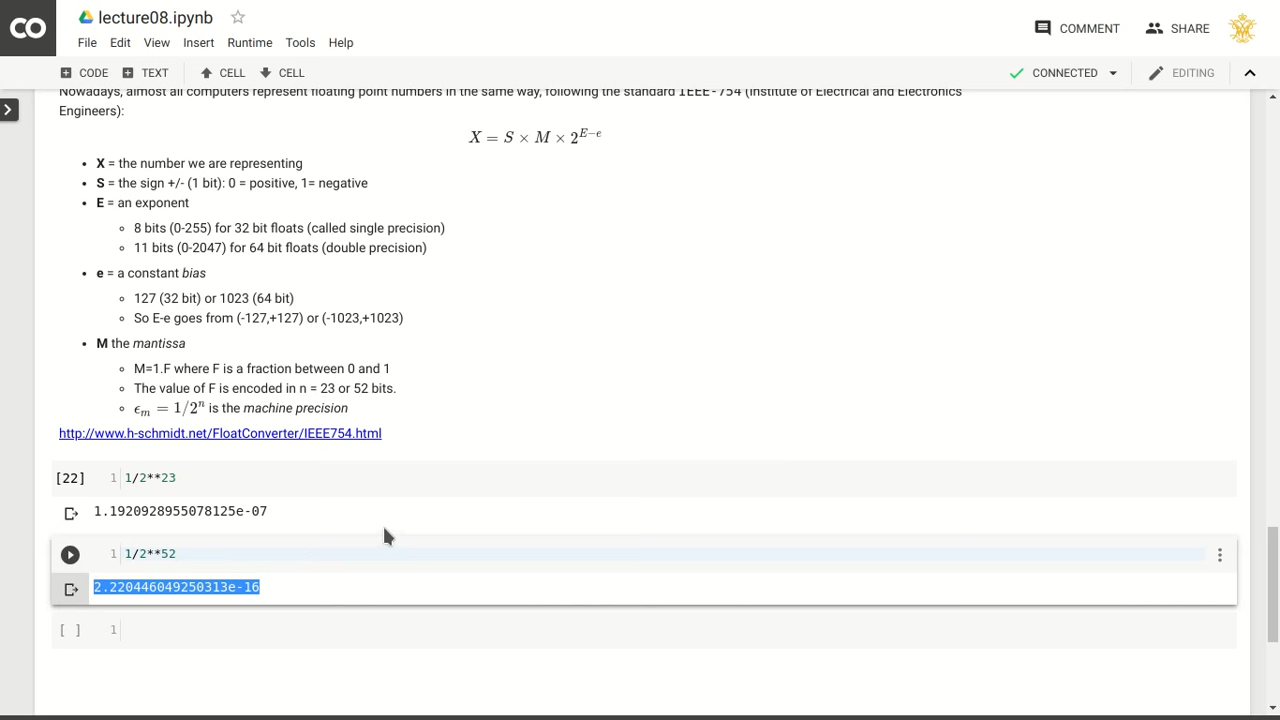 CO
lecture08.ipynb
File Edit View Insert Runtime Tools Help
COMMENT SHARE
CODE TEXT CELL CELL
CONNECTED EDITING
Nowadays, almost all computers represent floating point numbers in the same way, following the standard IEEE-754 (Institute of Electrical and Electronics
Engineers):
X = S × M × 2^{E−e}
• X = the number we are representing
• S = the sign +/- (1 bit): 0 = positive, 1= negative
• E = an exponent
◦ 8 bits (0-255) for 32 bit floats (called single precision)
◦ 11 bits (0-2047) for 64 bit floats (double precision)
• e = a constant bias
◦ 127 (32 bit) or 1023 (64 bit)
◦ So E-e goes from (-127,+127) or (-1023,+1023)
• M the mantissa
◦ M=1.F where F is a fraction between 0 and 1
◦ The value of F is encoded in n = 23 or 52 bits.
◦ ϵ_m = 1/2^n is the machine precision
http://www.h-schmidt.net/FloatConverter/IEEE754.html
[22] 1 1/2**23
1.1920928955078125e-07
1 1/2**52
2.220446049250313e-16
[ ] 1